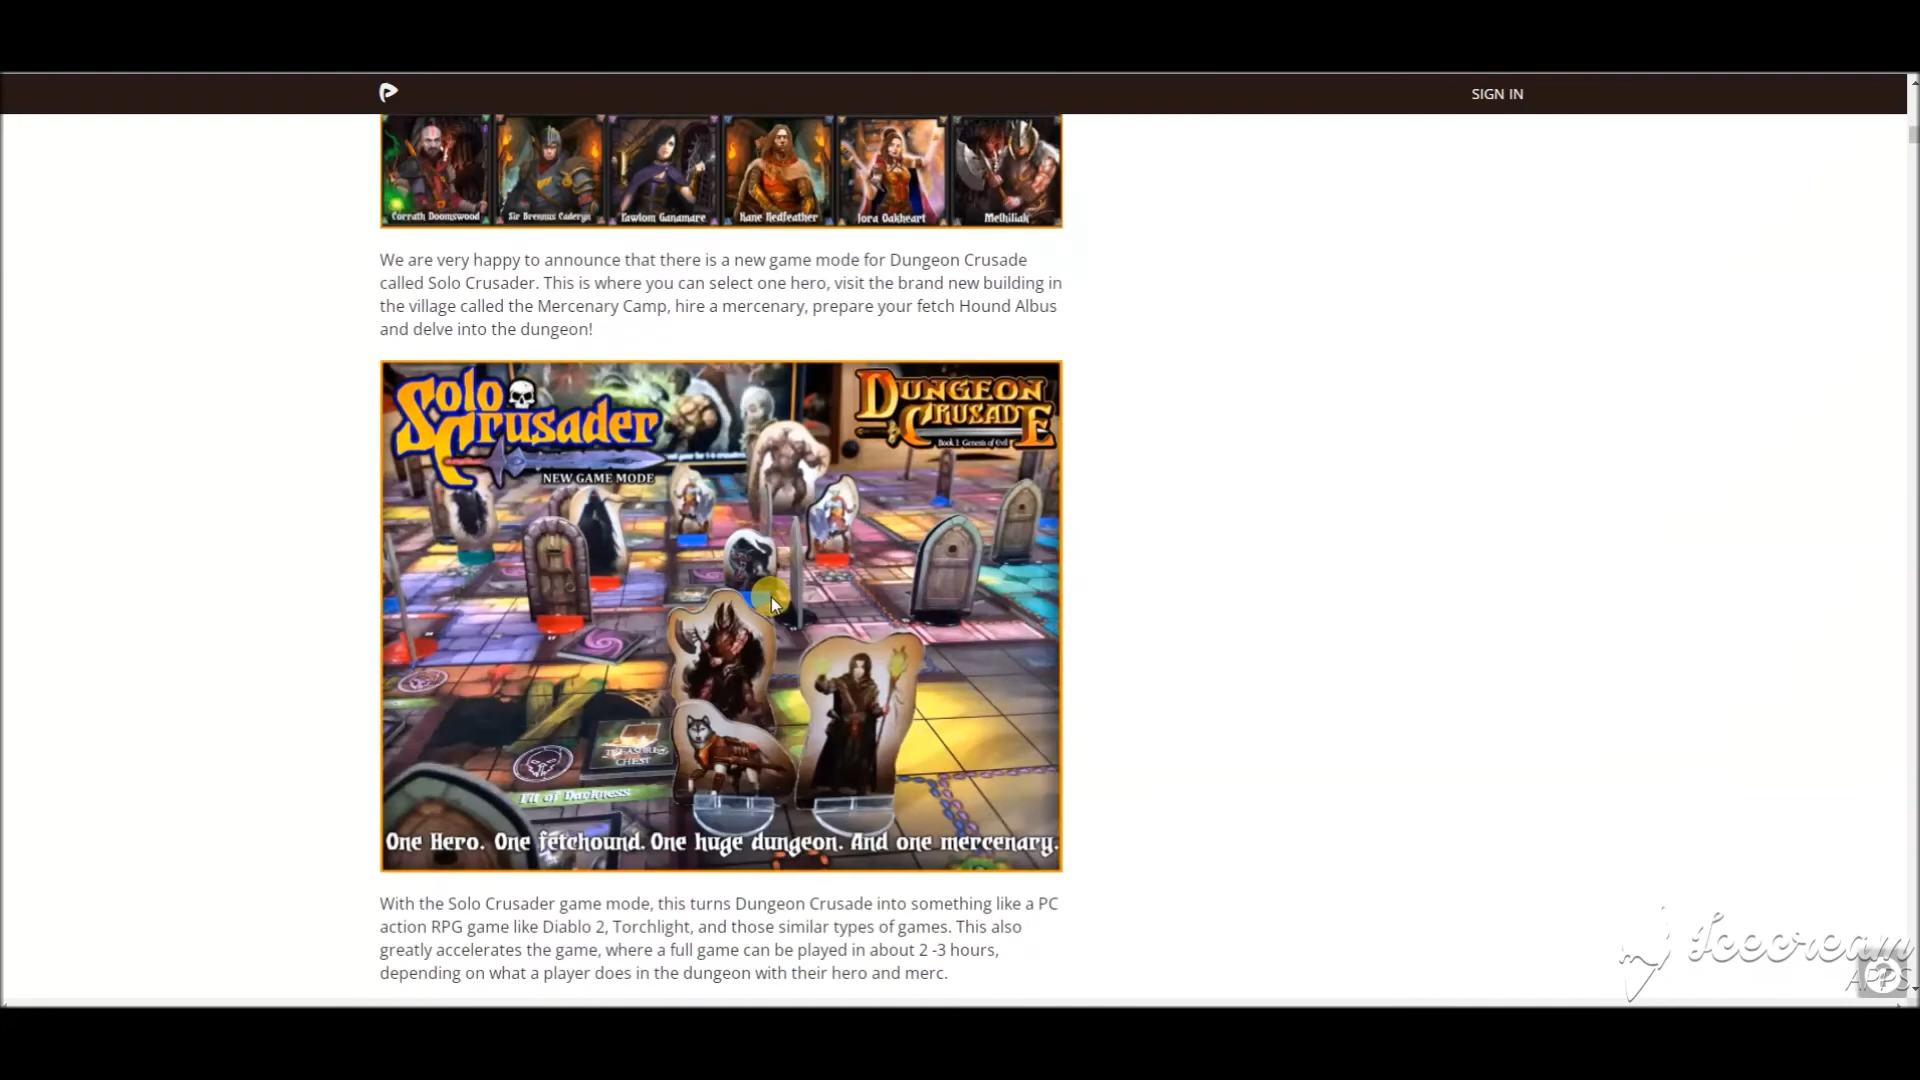 SIGN IN
Corrath Doomswood Sir Brennus Caderyn Tawlom Ganamare Kane Redfeather Jora Oakheart Methiliak
We are very happy to announce that there is a new game mode for Dungeon Crusade
called Solo Crusader. This is where you can select one hero, visit the brand new building in
the village called the Mercenary Camp, hire a mercenary, prepare your fetch Hound Albus
and delve into the dungeon!
Solo
Crusader
NEW GAME MODE
Dungeon
Crusade
Book I: Genesis of Evil
TREASURE
CHEST
Pit of Darkness
One Hero. One fetchound. One huge dungeon. And one mercenary.
With the Solo Crusader game mode, this turns Dungeon Crusade into something like a PC
action RPG game like Diablo 2, Torchlight, and those similar types of games. This also
greatly accelerates the game, where a full game can be played in about 2 -3 hours,
depending on what a player does in the dungeon with their hero and merc.
Icecream
APPS